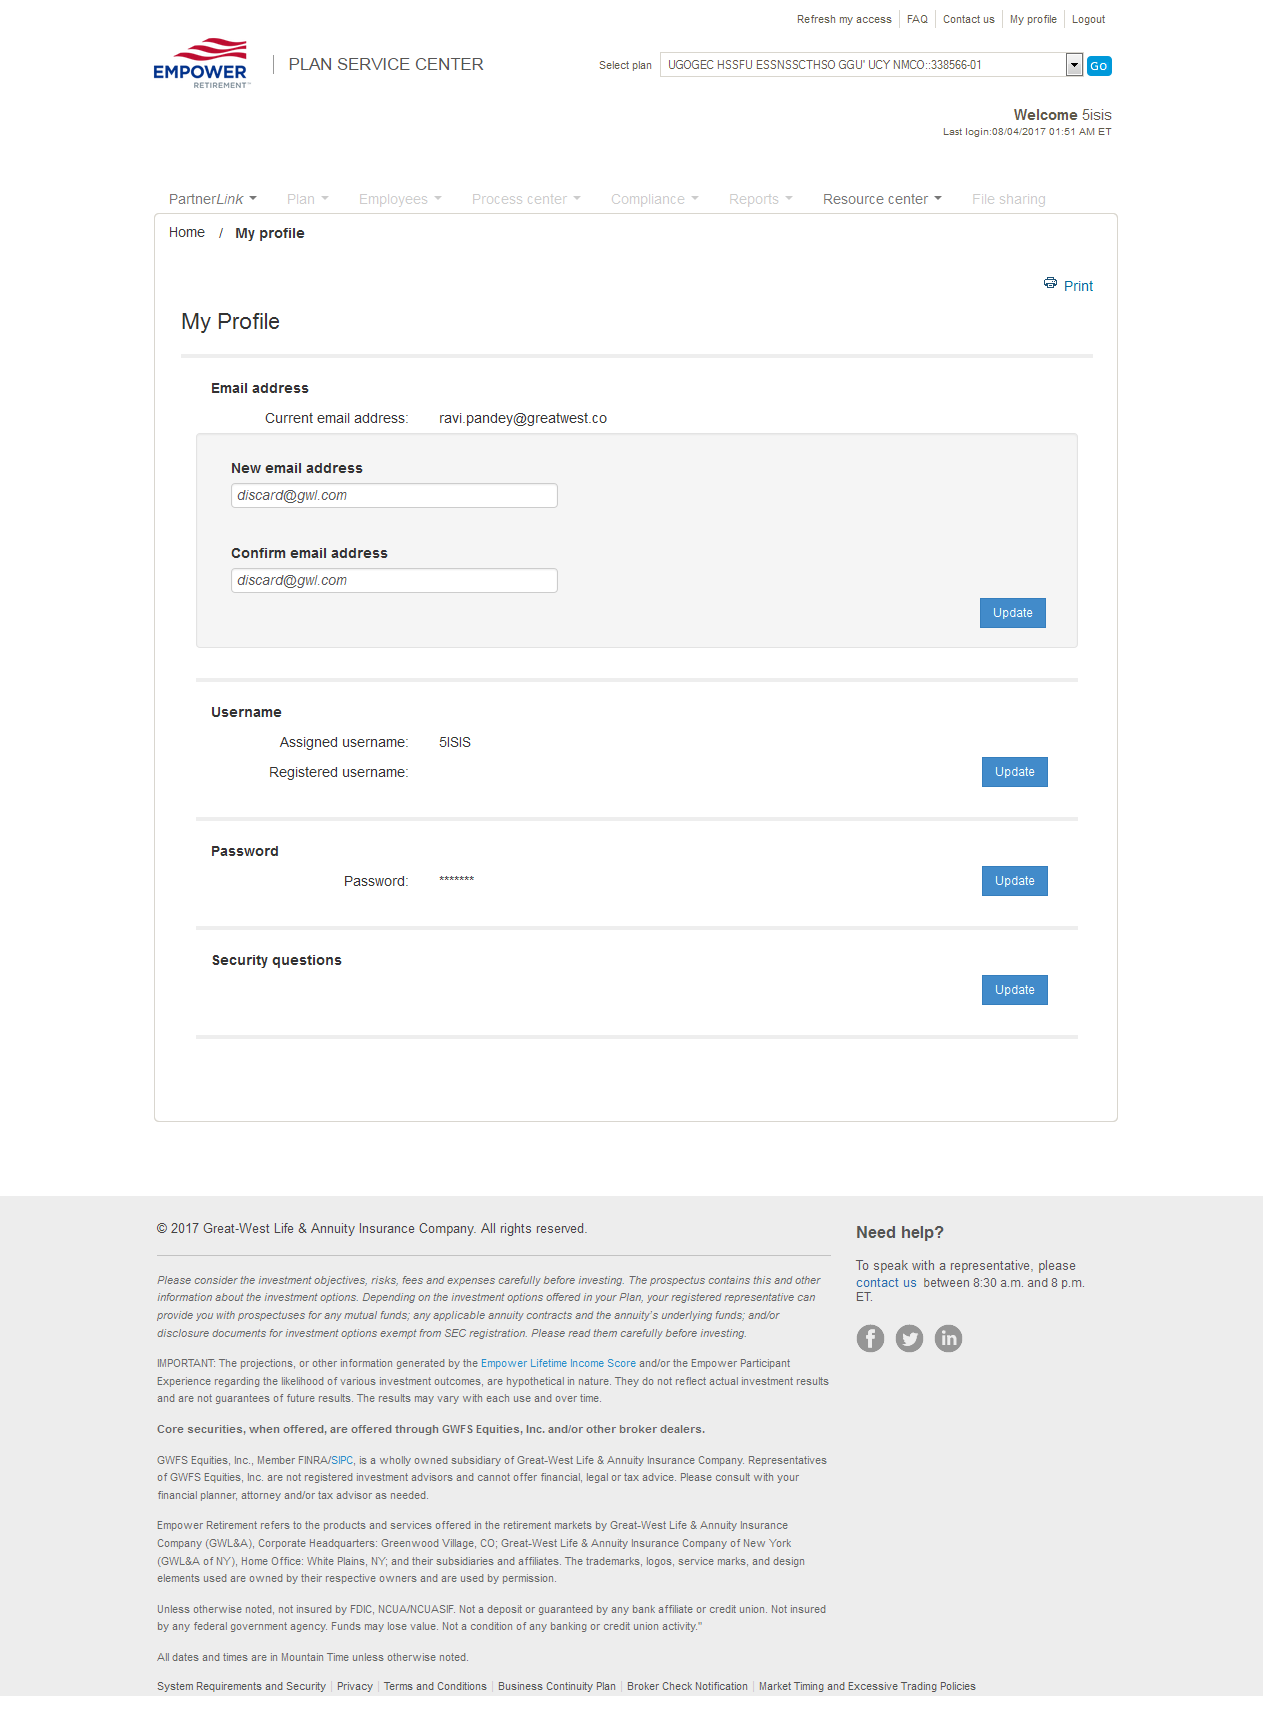 Refresh my access FAQ Contact us My profile Logout
EMPOWER
RETIREMENT™
PLAN SERVICE CENTER
Select plan UGOGEC HSSFU ESSNSSCTHSO GGU' UCY NMCO::338566-01 Go
Welcome 5isis
Last login:08/04/2017 01:51 AM ET
PartnerLink Plan Employees Process center Compliance Reports Resource center File sharing
Home / My profile
Print
My Profile
Email address
Current email address: ravi.pandey@greatwest.co
New email address
discard@gwl.com
Confirm email address
discard@gwl.com
Update
Username
Assigned username: 5ISIS
Registered username: Update
Password
Password: ******* Update
Security questions
Update
© 2017 Great-West Life & Annuity Insurance Company. All rights reserved.
Please consider the investment objectives, risks, fees and expenses carefully before investing. The prospectus contains this and other
information about the investment options. Depending on the investment options offered in your Plan, your registered representative can
provide you with prospectuses for any mutual funds; any applicable annuity contracts and the annuity's underlying funds; and/or
disclosure documents for investment options exempt from SEC registration. Please read them carefully before investing.
IMPORTANT: The projections, or other information generated by the Empower Lifetime Income Score and/or the Empower Participant
Experience regarding the likelihood of various investment outcomes, are hypothetical in nature. They do not reflect actual investment results
and are not guarantees of future results. The results may vary with each use and over time.
Core securities, when offered, are offered through GWFS Equities, Inc. and/or other broker dealers.
GWFS Equities, Inc., Member FINRA/SIPC, is a wholly owned subsidiary of Great-West Life & Annuity Insurance Company. Representatives
of GWFS Equities, Inc. are not registered investment advisors and cannot offer financial, legal or tax advice. Please consult with your
financial planner, attorney and/or tax advisor as needed.
Empower Retirement refers to the products and services offered in the retirement markets by Great-West Life & Annuity Insurance
Company (GWL&A), Corporate Headquarters: Greenwood Village, CO; Great-West Life & Annuity Insurance Company of New York
(GWL&A of NY), Home Office: White Plains, NY; and their subsidiaries and affiliates. The trademarks, logos, service marks, and design
elements used are owned by their respective owners and are used by permission.
Unless otherwise noted, not insured by FDIC, NCUA/NCUASIF. Not a deposit or guaranteed by any bank affiliate or credit union. Not insured
by any federal government agency. Funds may lose value. Not a condition of any banking or credit union activity."
All dates and times are in Mountain Time unless otherwise noted.
System Requirements and Security Privacy Terms and Conditions Business Continuity Plan Broker Check Notification Market Timing and Excessive Trading Policies
Need help?
To speak with a representative, please
contact us between 8:30 a.m. and 8 p.m.
ET.
f
in